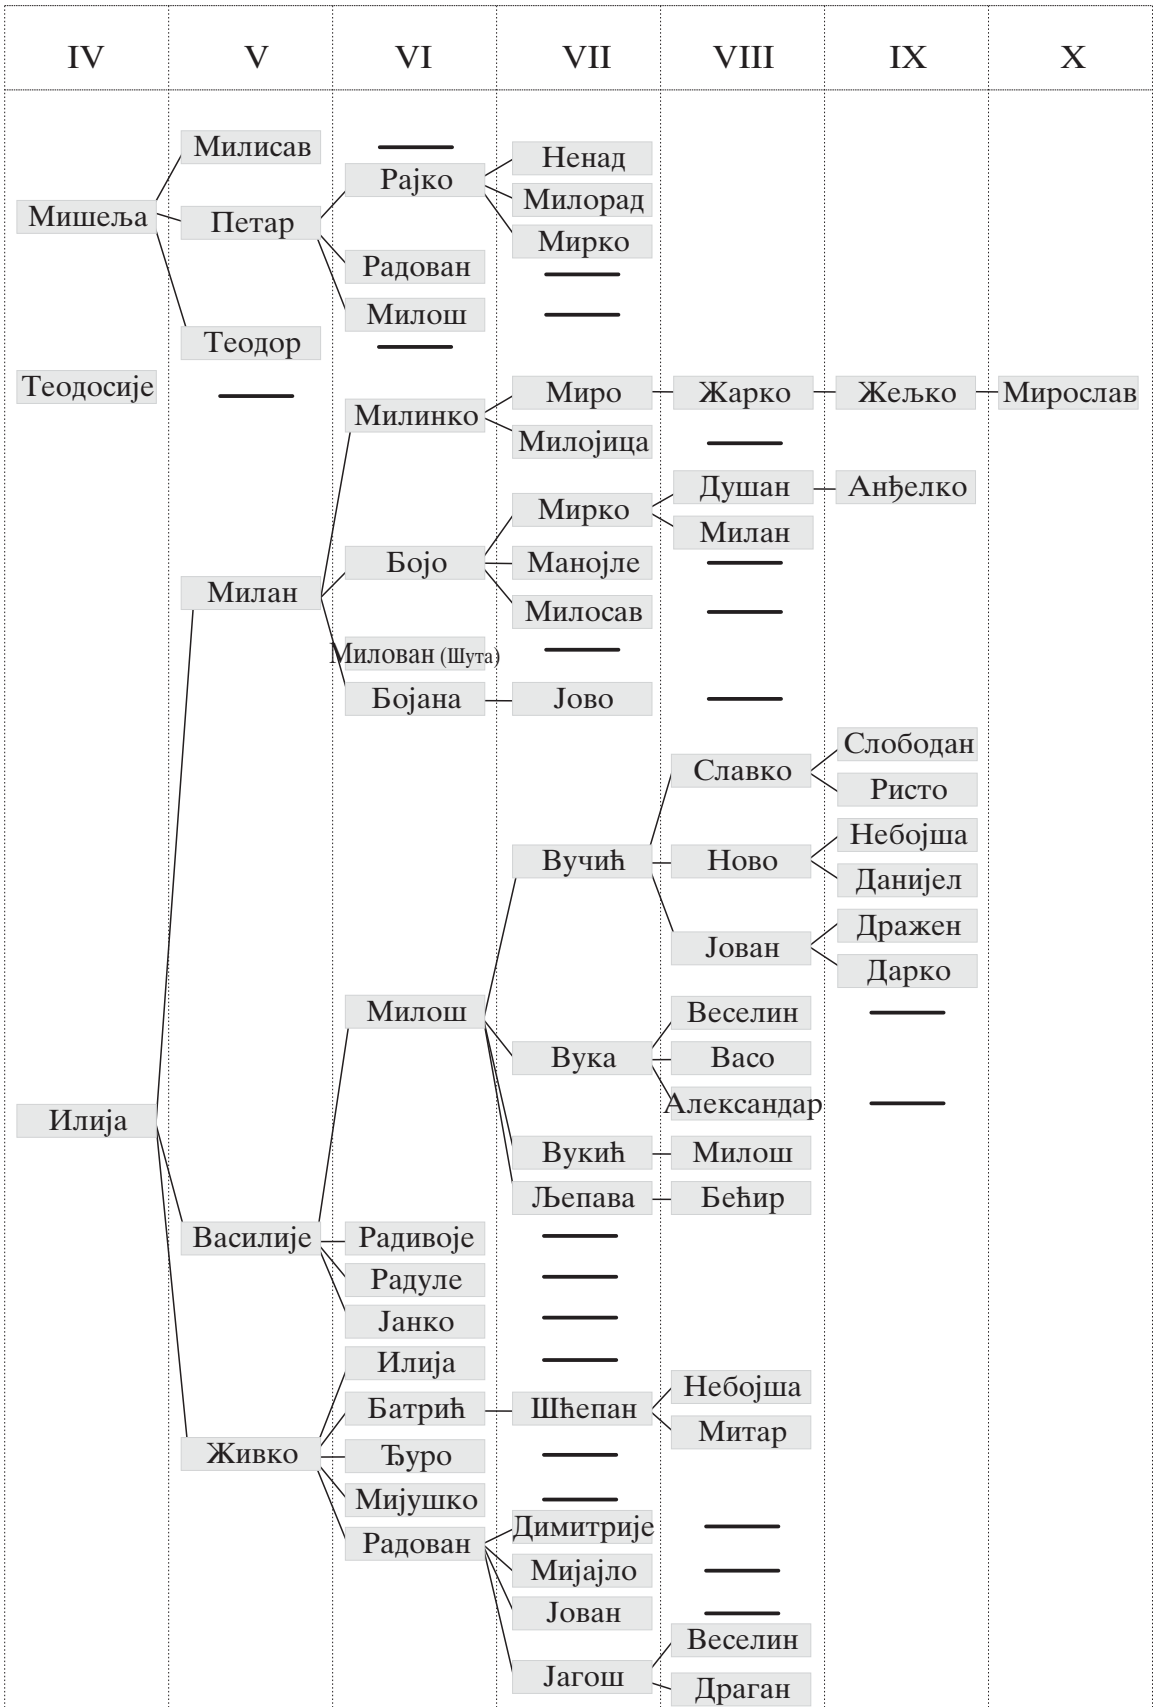 IV V VI VII VIII IX X
Милисав
Ненад
Рајко
Милорад
Мишеља
Петар
Мирко
Радован
Милош
Теодор
Теодосије
Миро Жарко Жељко Мирослав
Милинко
Милојица
Душан Анђелко
Мирко
Милан
Бојо Манојле
Милан
Милосав
Милован (Шута)
Бојана Јово
Слободан
Славко
Ристо
Небојша
Вучић Ново
Данијел
Дражен
Јован
Дарко
Милош Веселин
Вука Васо
Александар
Илија
Вукић Милош
Љепава Бећир
Василије Радивоје
Радуле
Јанко
Илија
Небојша
Батрић Шћепан
Митар
Живко Ђуро
Мијушко
Димитрије
Радован
Мијајло
Јован
Веселин
Јагош
Драган